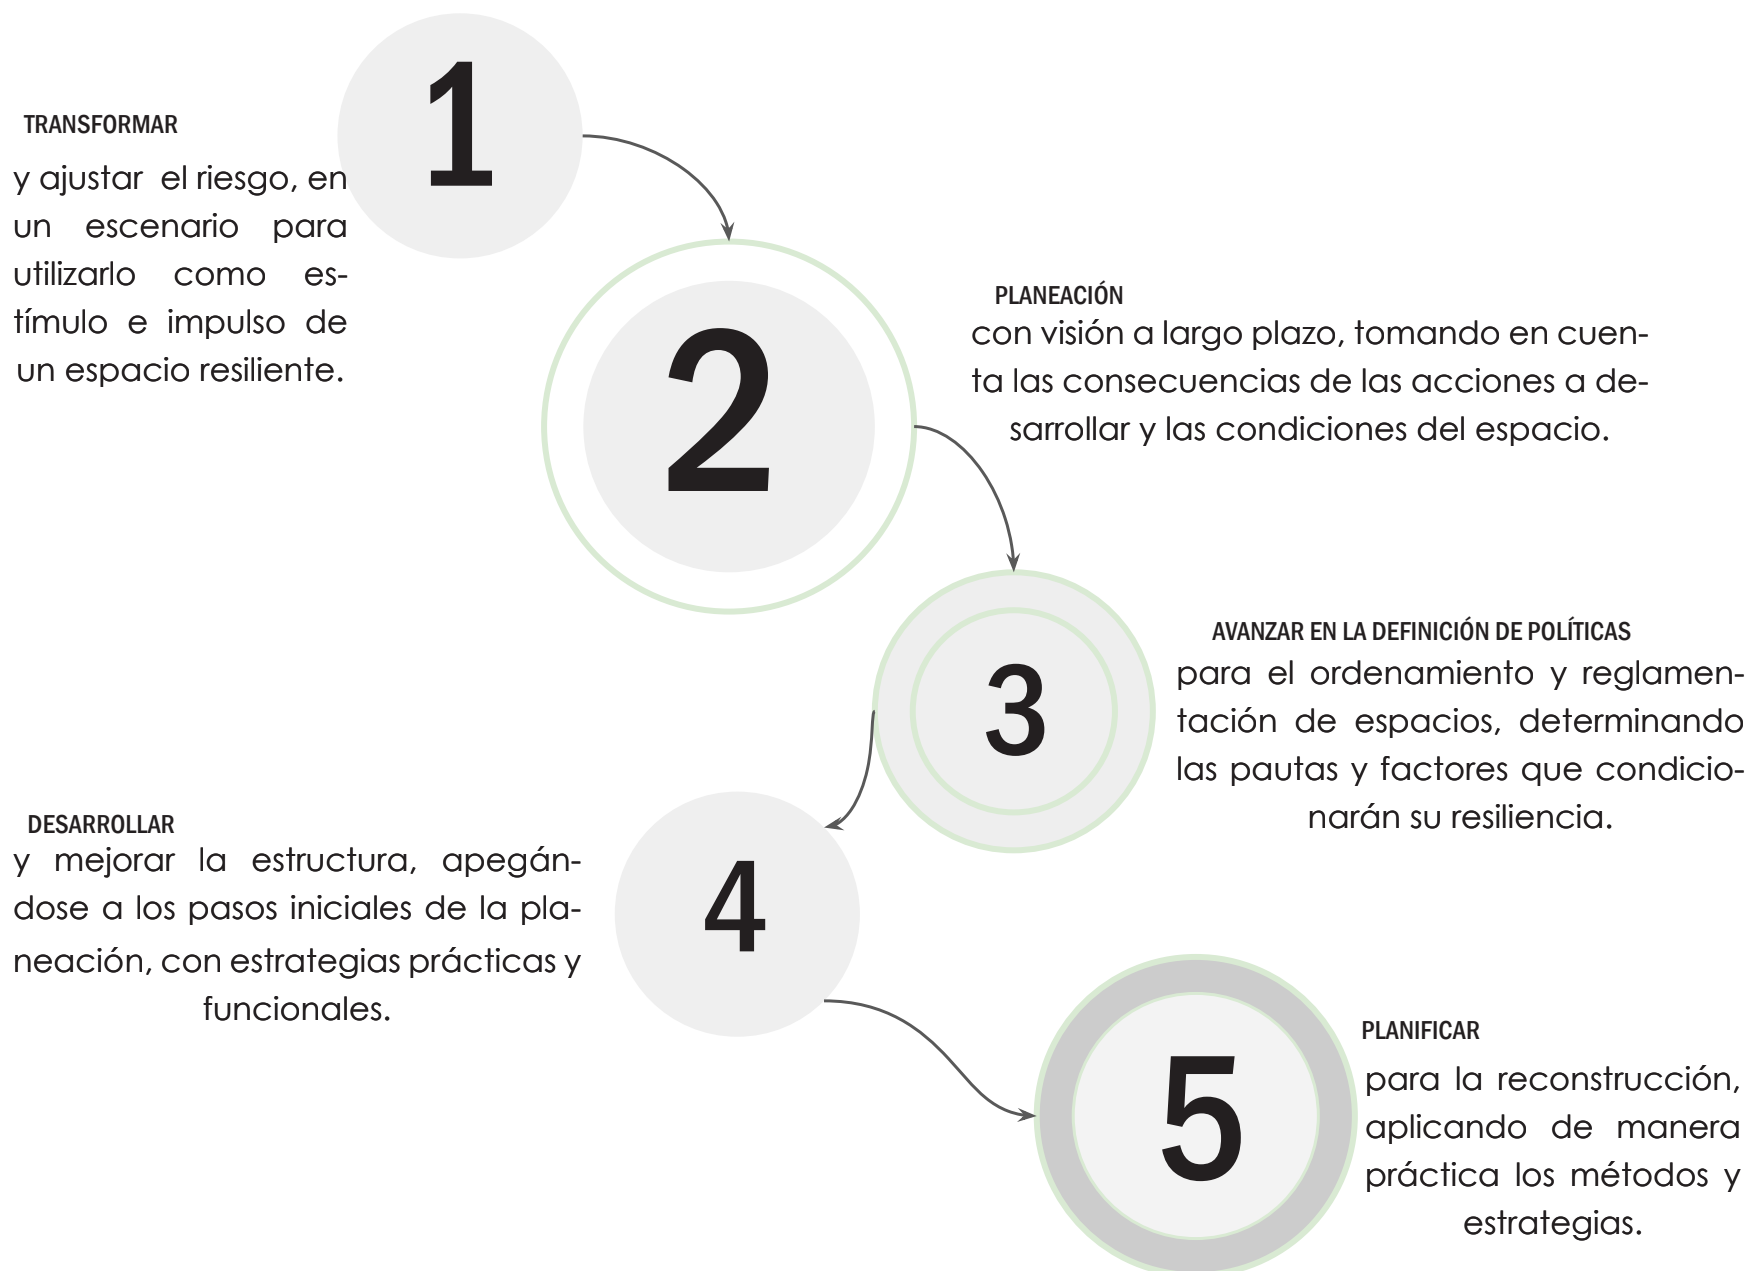 1
TRANSFORMAR
y ajustar el riesgo, en
un escenario para
utilizarlo como es-
tímulo e impulso de
un espacio resiliente.
2
PLANEACIÓN
con visión a largo plazo, tomando en cuen-
ta las consecuencias de las acciones a de-
sarrollar y las condiciones del espacio.
3
AVANZAR EN LA DEFINICIÓN DE POLÍTICAS
para el ordenamiento y reglamen-
tación de espacios, determinando
las pautas y factores que condicio-
narán su resiliencia.
4
DESARROLLAR
y mejorar la estructura, apegán-
dose a los pasos iniciales de la pla-
neación, con estrategias prácticas y
funcionales.
5
PLANIFICAR
para la reconstrucción,
aplicando de manera
práctica los métodos y
estrategias.